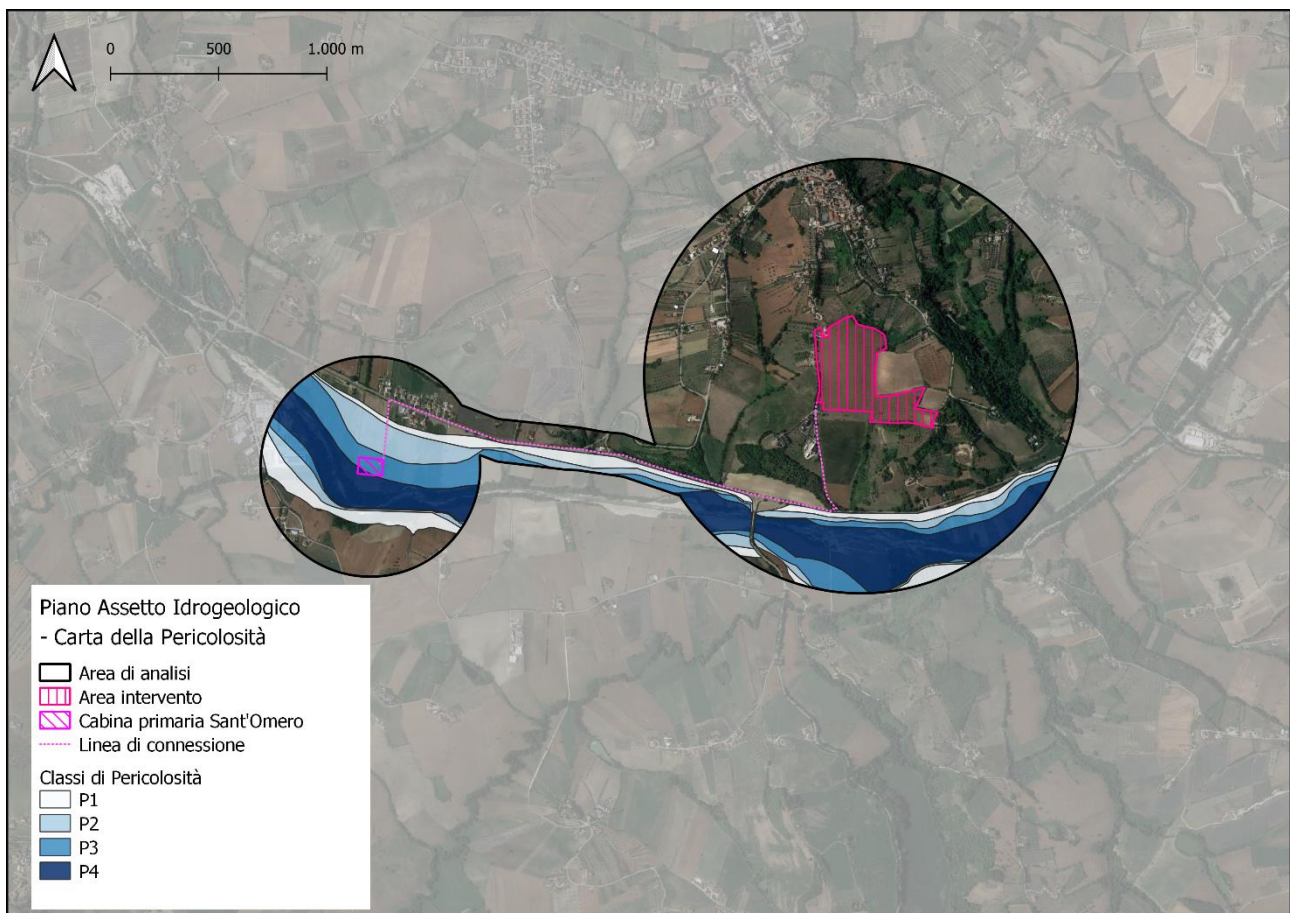 0 500 1.000 m
Piano Assetto Idrogeologico
- Carta della Pericolosità
Area di analisi
Area intervento
Cabina primaria Sant'Omero
Linea di connessione
Classi di Pericolosità
P1
P2
P3
P4